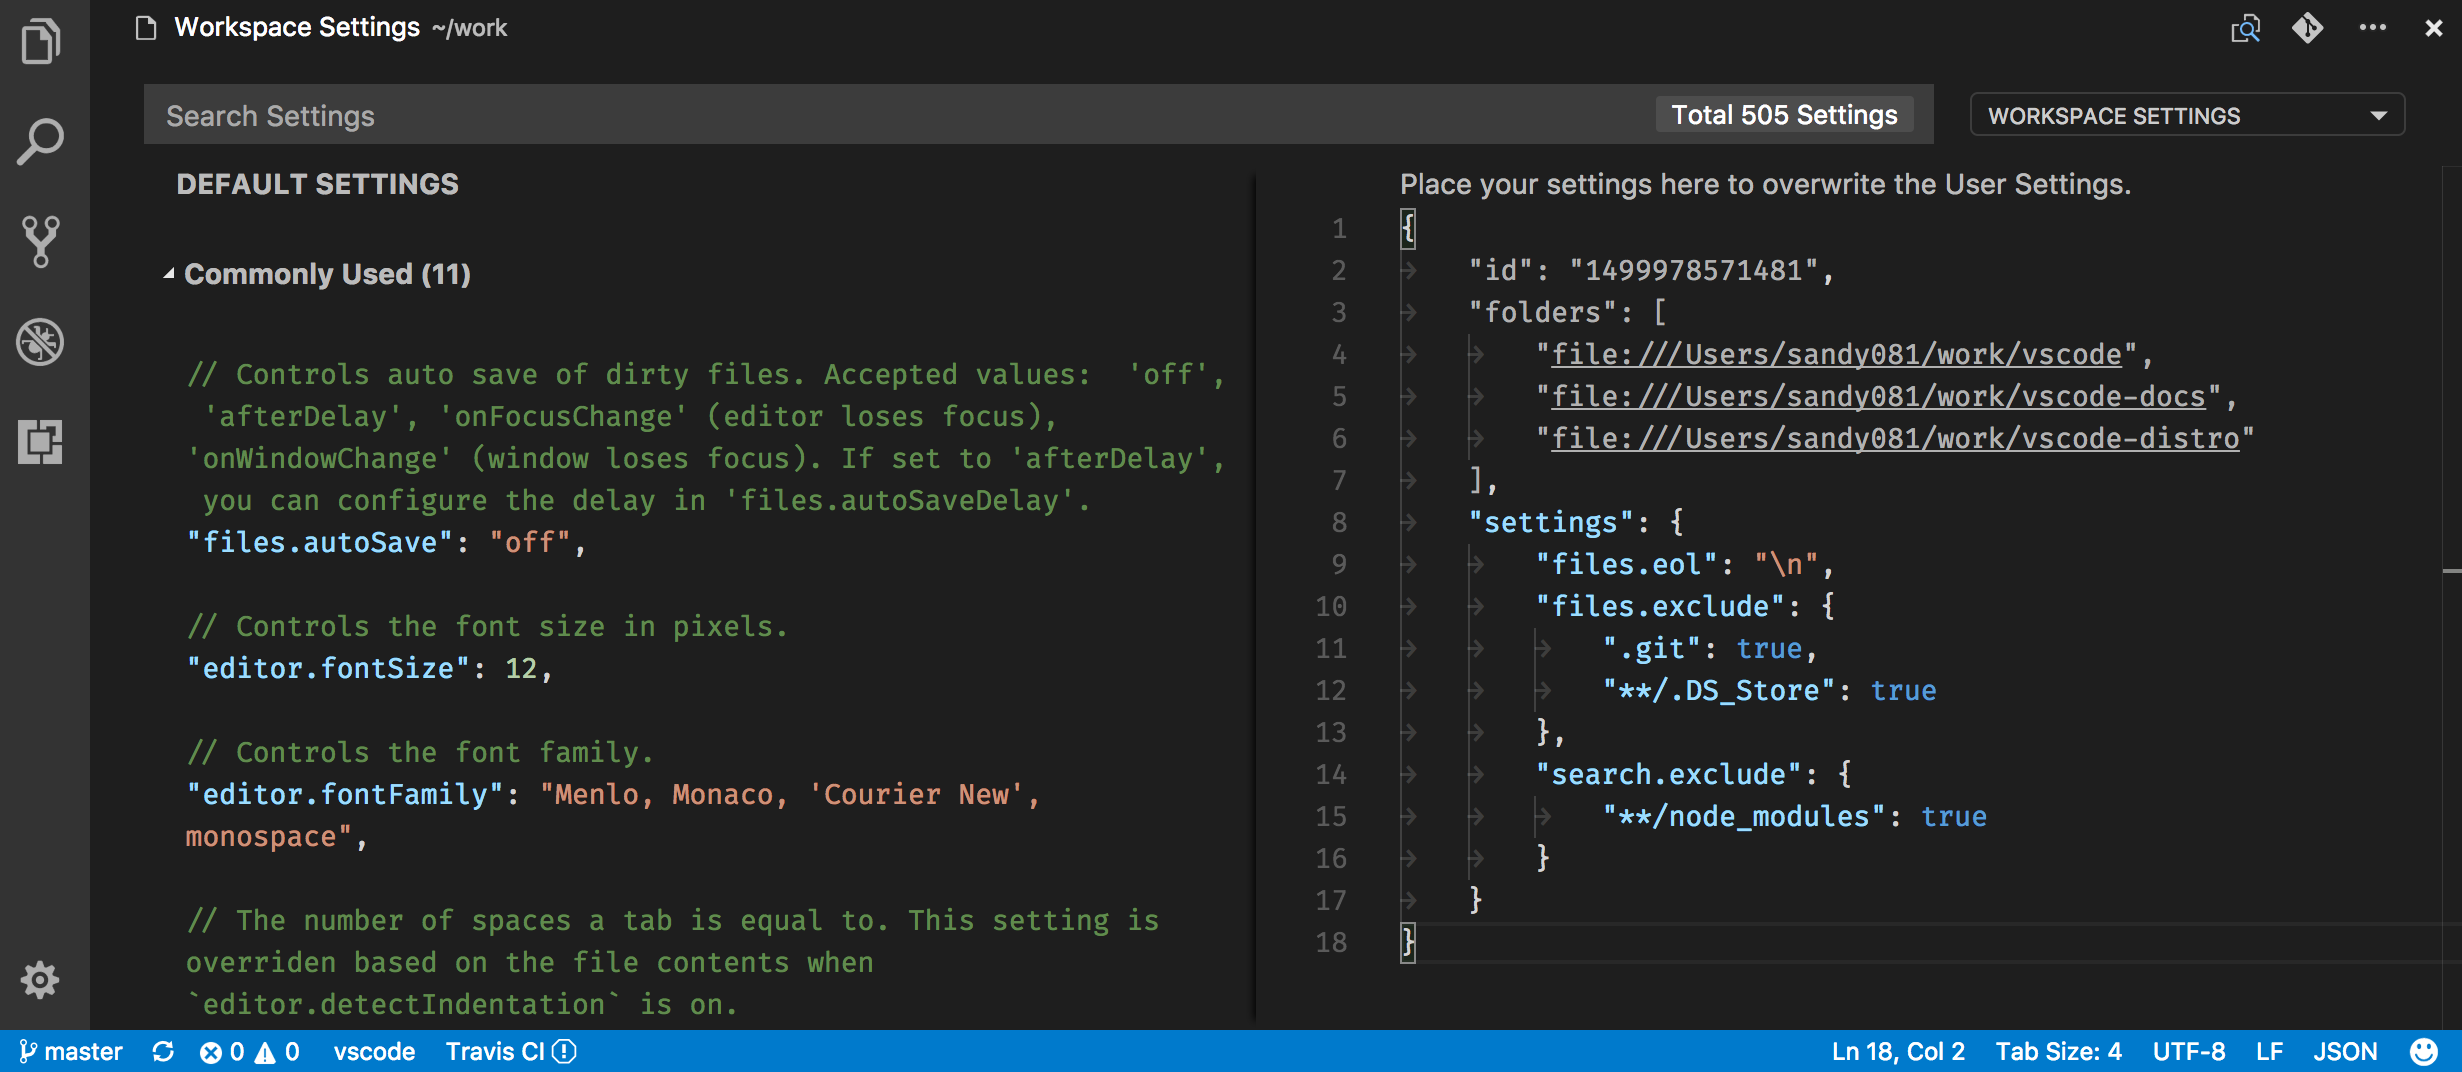 Workspace Settings ~/work
Search Settings
Total 505 Settings
WORKSPACE SETTINGS
DEFAULT SETTINGS
Commonly Used (11)
// Controls auto save of dirty files. Accepted values:  'off',
'afterDelay', 'onFocusChange' (editor loses focus),
'onWindowChange' (window loses focus). If set to 'afterDelay',
you can configure the delay in 'files.autoSaveDelay'.
"files.autoSave": "off",
// Controls the font size in pixels.
"editor.fontSize": 12,
// Controls the font family.
"editor.fontFamily": "Menlo, Monaco, 'Courier New',
monospace",
// The number of spaces a tab is equal to. This setting is
overriden based on the file contents when
`editor.detectIndentation` is on.
Place your settings here to overwrite the User Settings.
1 {
2 "id": "1499978571481",
3 "folders": [
4 "file:///Users/sandy081/work/vscode",
5 "file:///Users/sandy081/work/vscode-docs",
6 "file:///Users/sandy081/work/vscode-distro"
7 ],
8 "settings": {
9 "files.eol": "\n",
10 "files.exclude": {
11 ".git": true,
12 "**/.DS_Store": true
13 },
14 "search.exclude": {
15 "**/node_modules": true
16 }
17 }
18 }
master 0 0 vscode Travis CI Ln 18, Col 2 Tab Size: 4 UTF-8 LF JSON